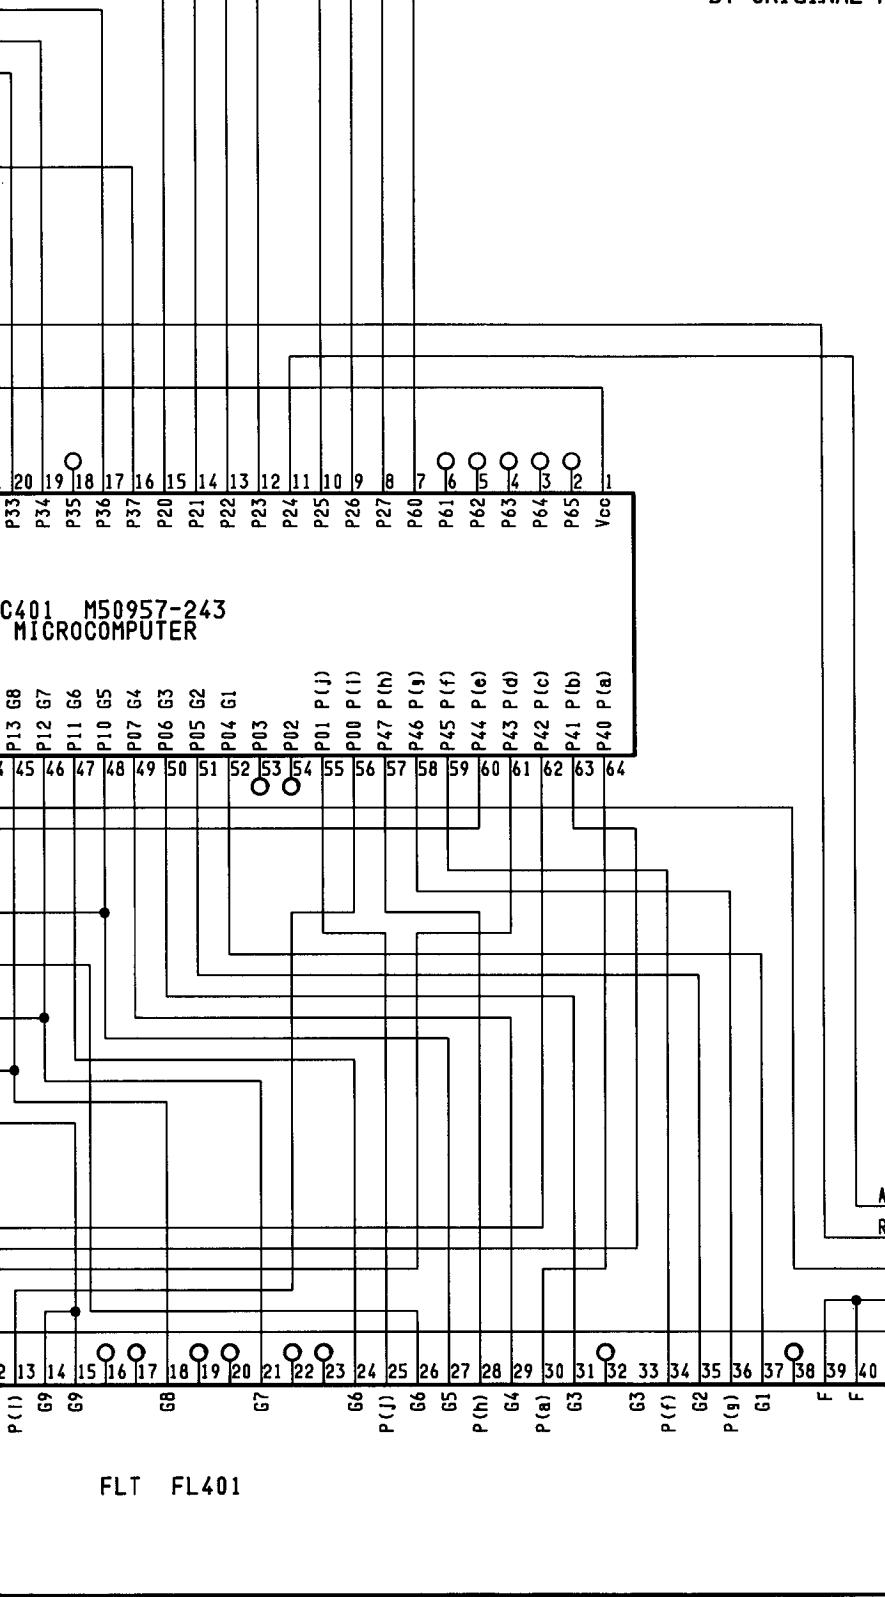 20 19 18 17 16 15 14 13 12 11 10 9 8 7 6 5 4 3 2 1
P33 P34 P35 P36 P37 P20 P21 P22 P23 P24 P25 P26 P27 P60 P61 P62 P63 P64 P65 Vcc
C401 M50957-243
MICROCOMPUTER
P13 G8 P12 G7 P11 G6 P10 G5 P07 G4 P06 G3 P05 G2 P04 G1 P03 P02 P01 P(j) P00 P(i) P47 P(h) P46 P(g) P45 P(f) P44 P(e) P43 P(d) P42 P(c) P41 P(b) P40 P(a)
45 46 47 48 49 50 51 52 53 54 55 56 57 58 59 60 61 62 63 64
A
R
2 13 14 15 16 17 18 19 20 21 22 23 24 25 26 27 28 29 30 31 32 33 34 35 36 37 38 39 40
P(i) G9 G9 G8 G7 G6 P(j) G6 G5 P(h) G4 P(a) G3 G3 P(f) G2 P(g) G1 F F
FLT FL401